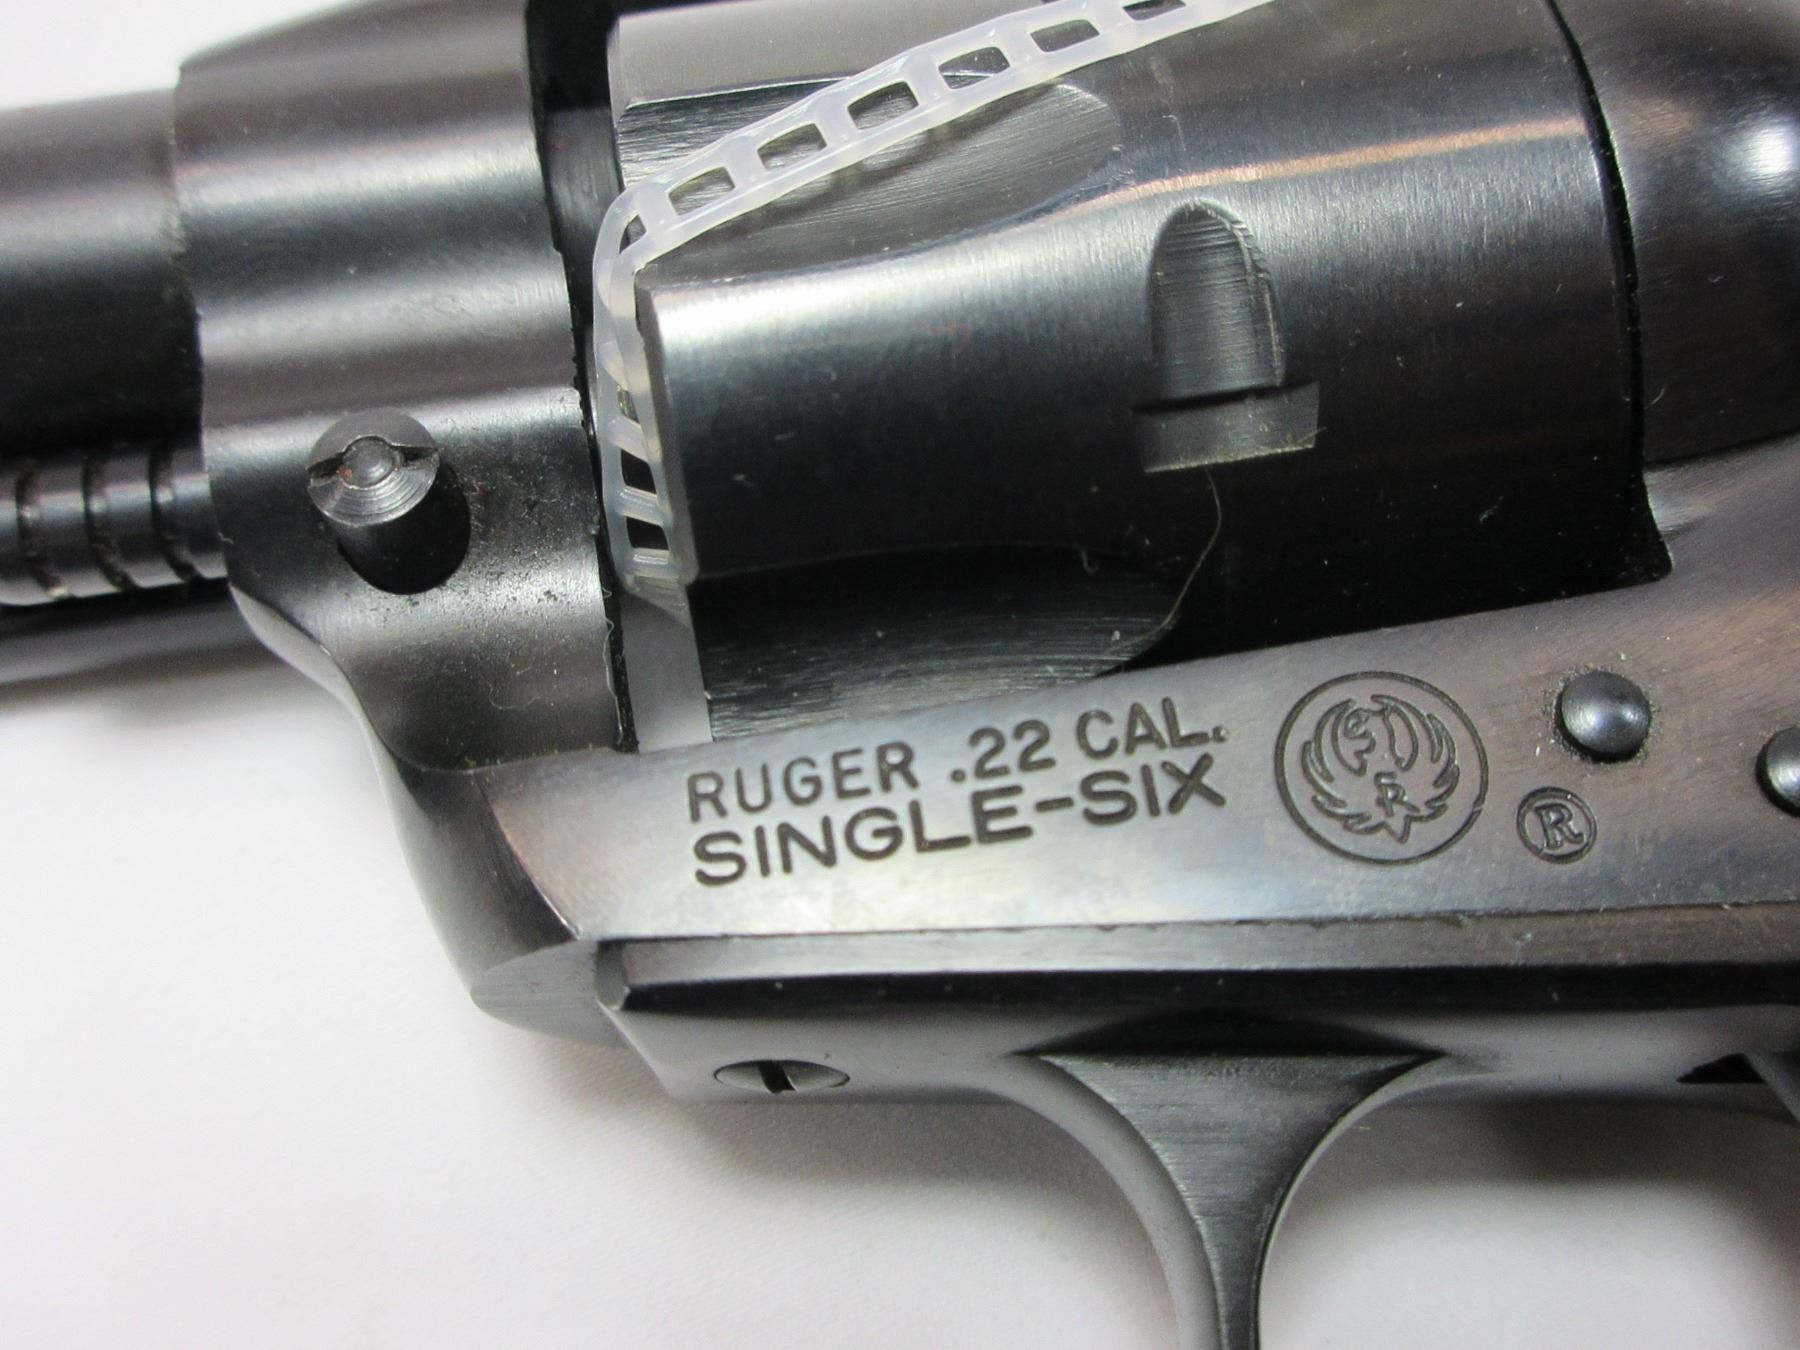 RUGER .22 CAL.
SINGLE-SIX
R
®